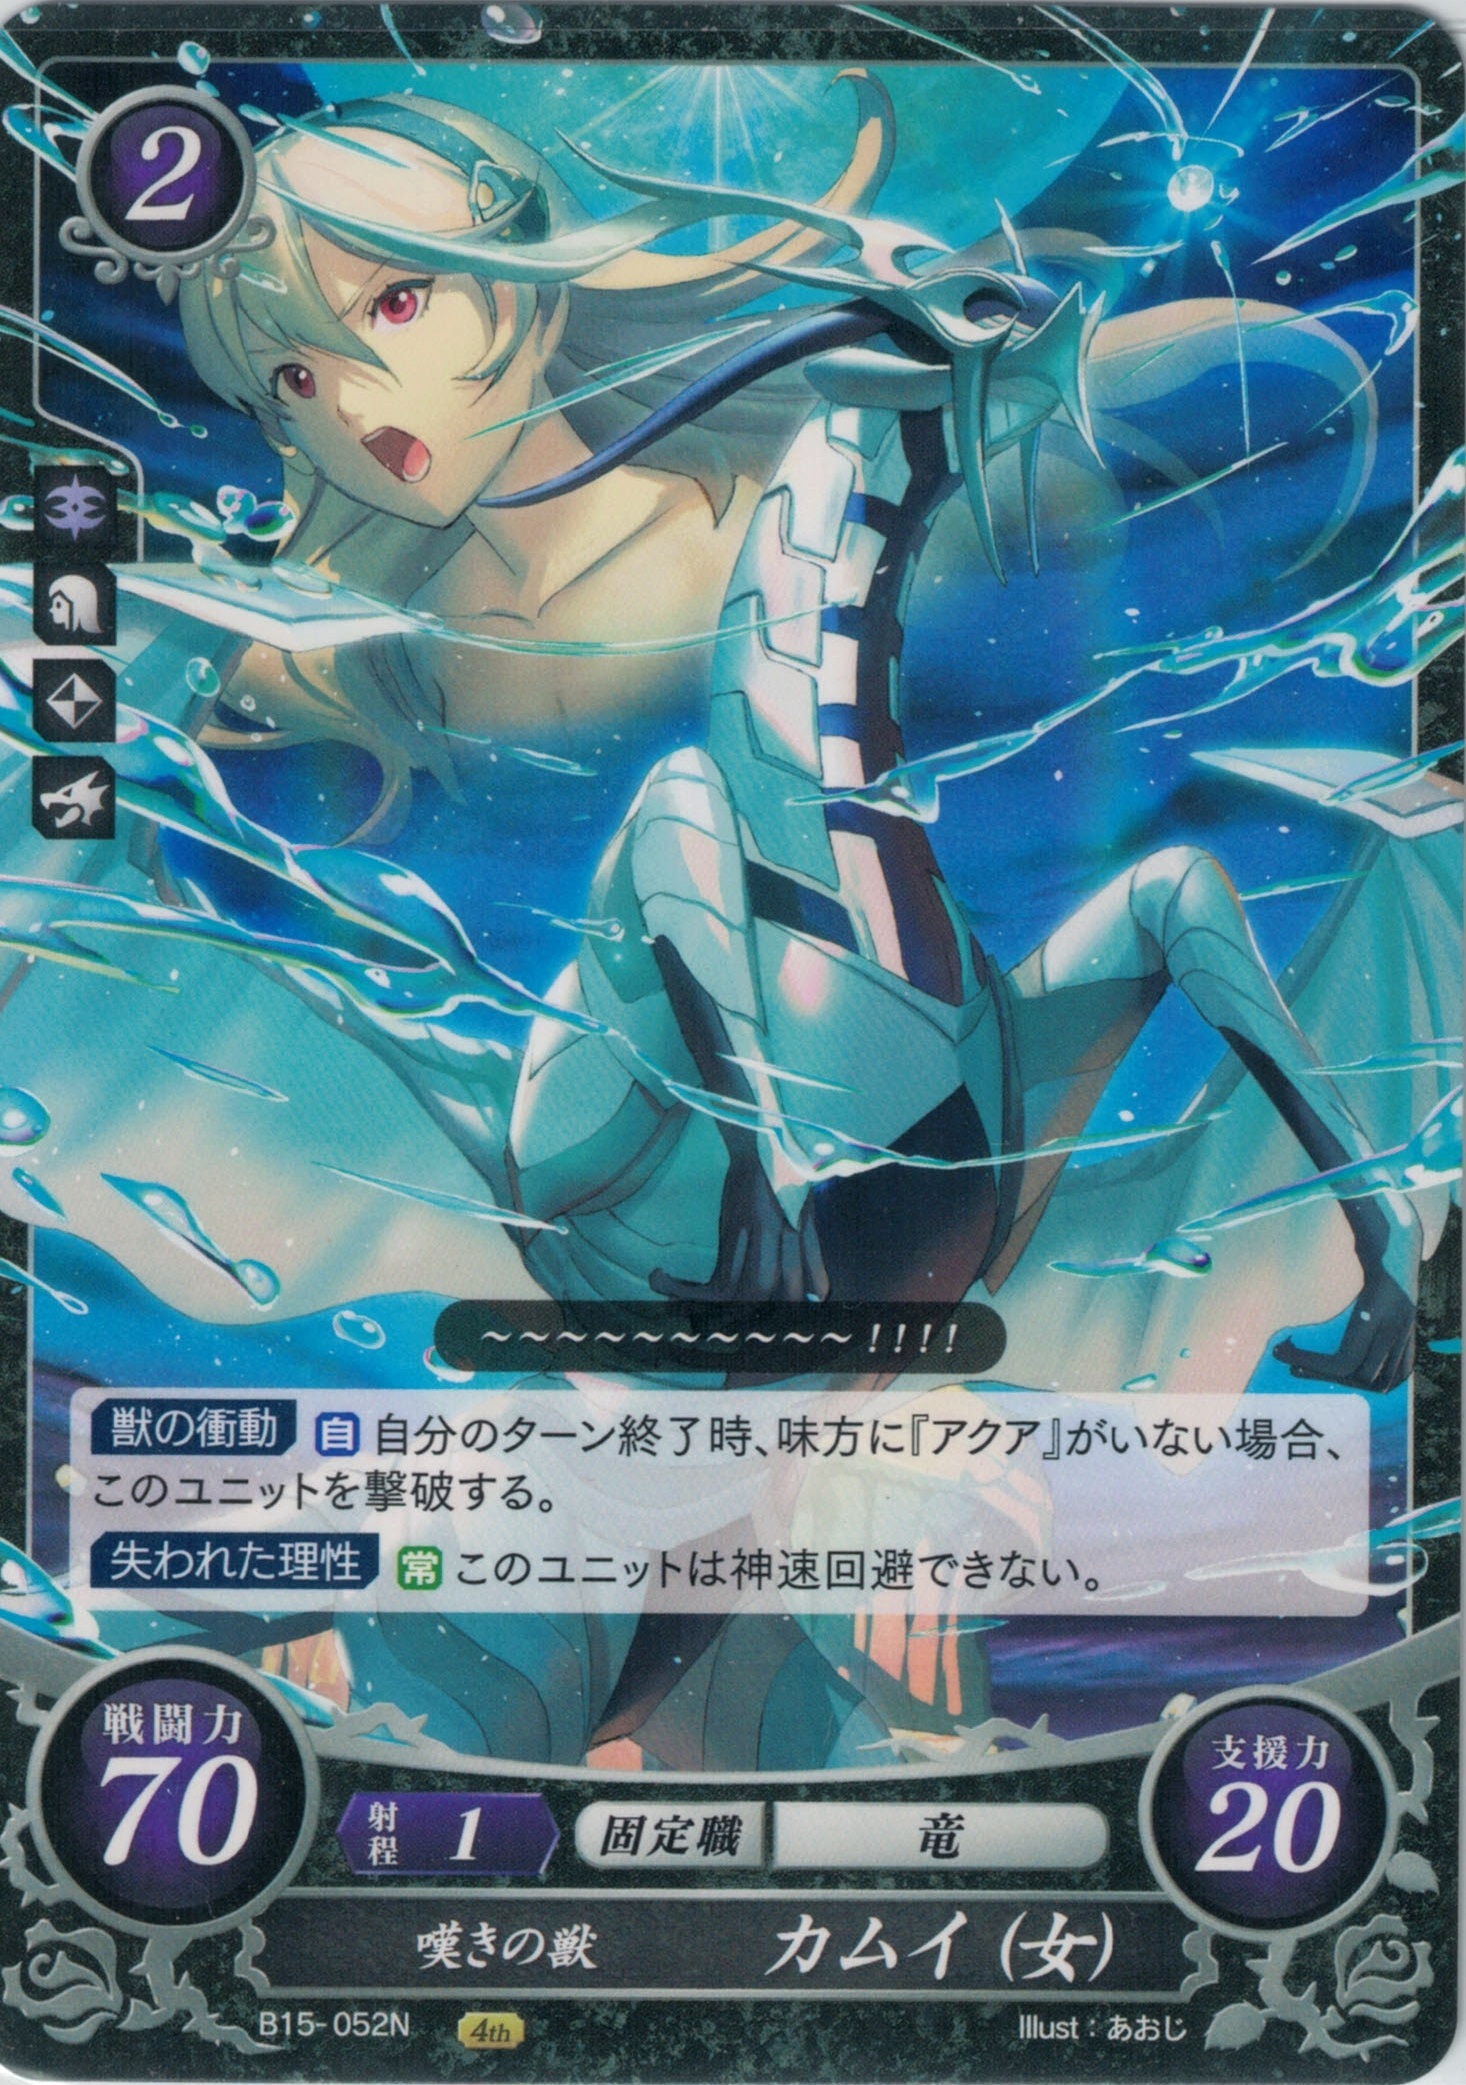 2
～～～～～～～～～～!!!!
獣の衝動 自 自分のターン終了時、味方に『アクア』がいない場合、
このユニットを撃破する。
失われた理性 常 このユニットは神速回避できない。
戦闘力
70
射程 1
固定職 竜
支援力
20
嘆きの獣 カムイ(女)
B15-052N 4th Illust：あおじ